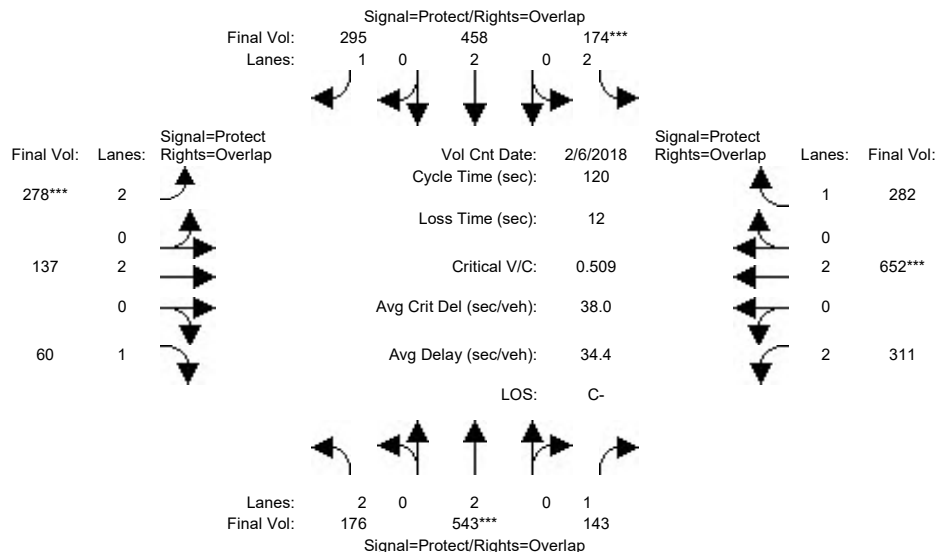 Signal=Protect/Rights=Overlap
Final Vol: 295 458 174***
Lanes: 1 0 2 0 2
Signal=Protect
Final Vol: Lanes: Rights=Overlap
Vol Cnt Date: 2/6/2018
Signal=Protect
Rights=Overlap Lanes: Final Vol:
Cycle Time (sec): 120
278*** 2
1 282
Loss Time (sec): 12
0
0
137 2
Critical V/C: 0.509
2 652***
0
Avg Crit Del (sec/veh): 38.0
0
60 1
Avg Delay (sec/veh): 34.4
2 311
LOS: C-
Lanes: 2 0 2 0 1
Final Vol: 176 543*** 143
Signal=Protect/Rights=Overlap